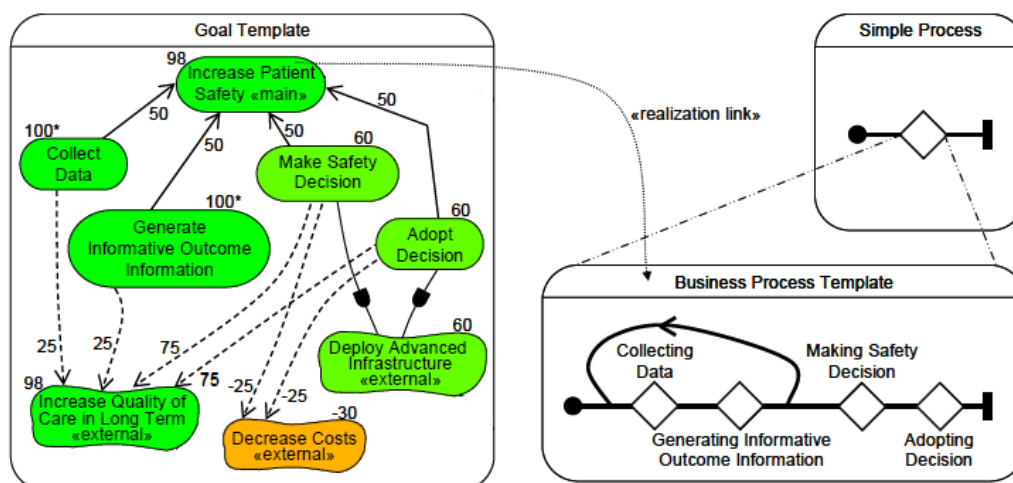 Goal Template
98
Increase Patient
Safety «main»
50
50
50
50
100*
Collect
Data
60
Make Safety
Decision
100*
Generate
Informative Outcome
Information
60
Adopt
Decision
60
Deploy Advanced
Infrastructure
«external»
25
25
75
75
-25
-25
98
Increase Quality of
Care in Long Term
«external»
-30
Decrease Costs
«external»
«realization link»
Simple Process
Business Process Template
Collecting
Data
Making Safety
Decision
Generating Informative
Outcome Information
Adopting
Decision